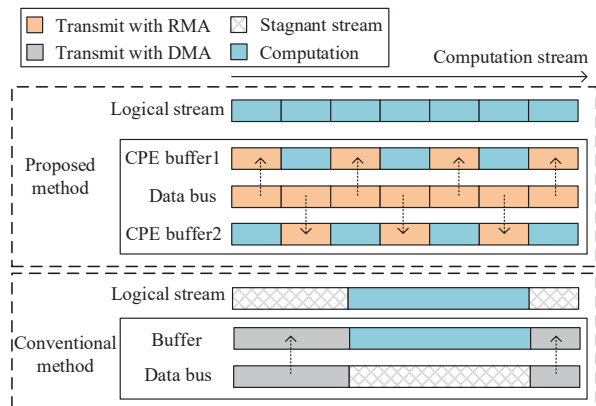 Transmit with RMA
Stagnant stream
Transmit with DMA
Computation
Computation stream
Logical stream
Proposed
method
CPE buffer1
Data bus
CPE buffer2
Logical stream
Conventional
method
Buffer
Data bus